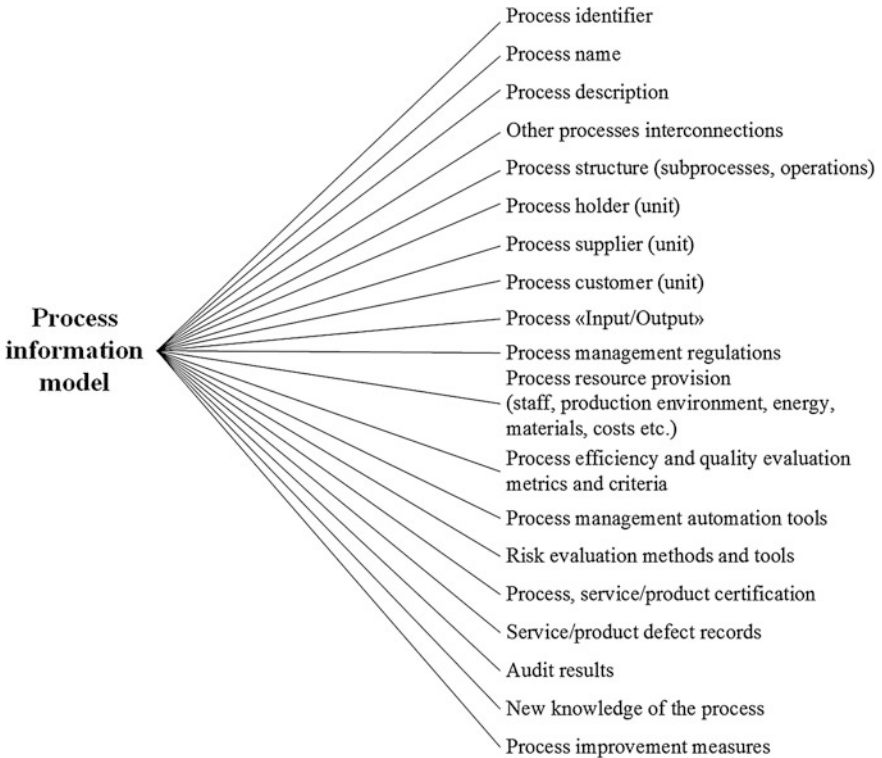 Process
information
model
Process identifier
Process name
Process description
Other processes interconnections
Process structure (subprocesses, operations)
Process holder (unit)
Process supplier (unit)
Process customer (unit)
Process «Input/Output»
Process management regulations
Process resource provision
(staff, production environment, energy,
materials, costs etc.)
Process efficiency and quality evaluation
metrics and criteria
Process management automation tools
Risk evaluation methods and tools
Process, service/product certification
Service/product defect records
Audit results
New knowledge of the process
Process improvement measures